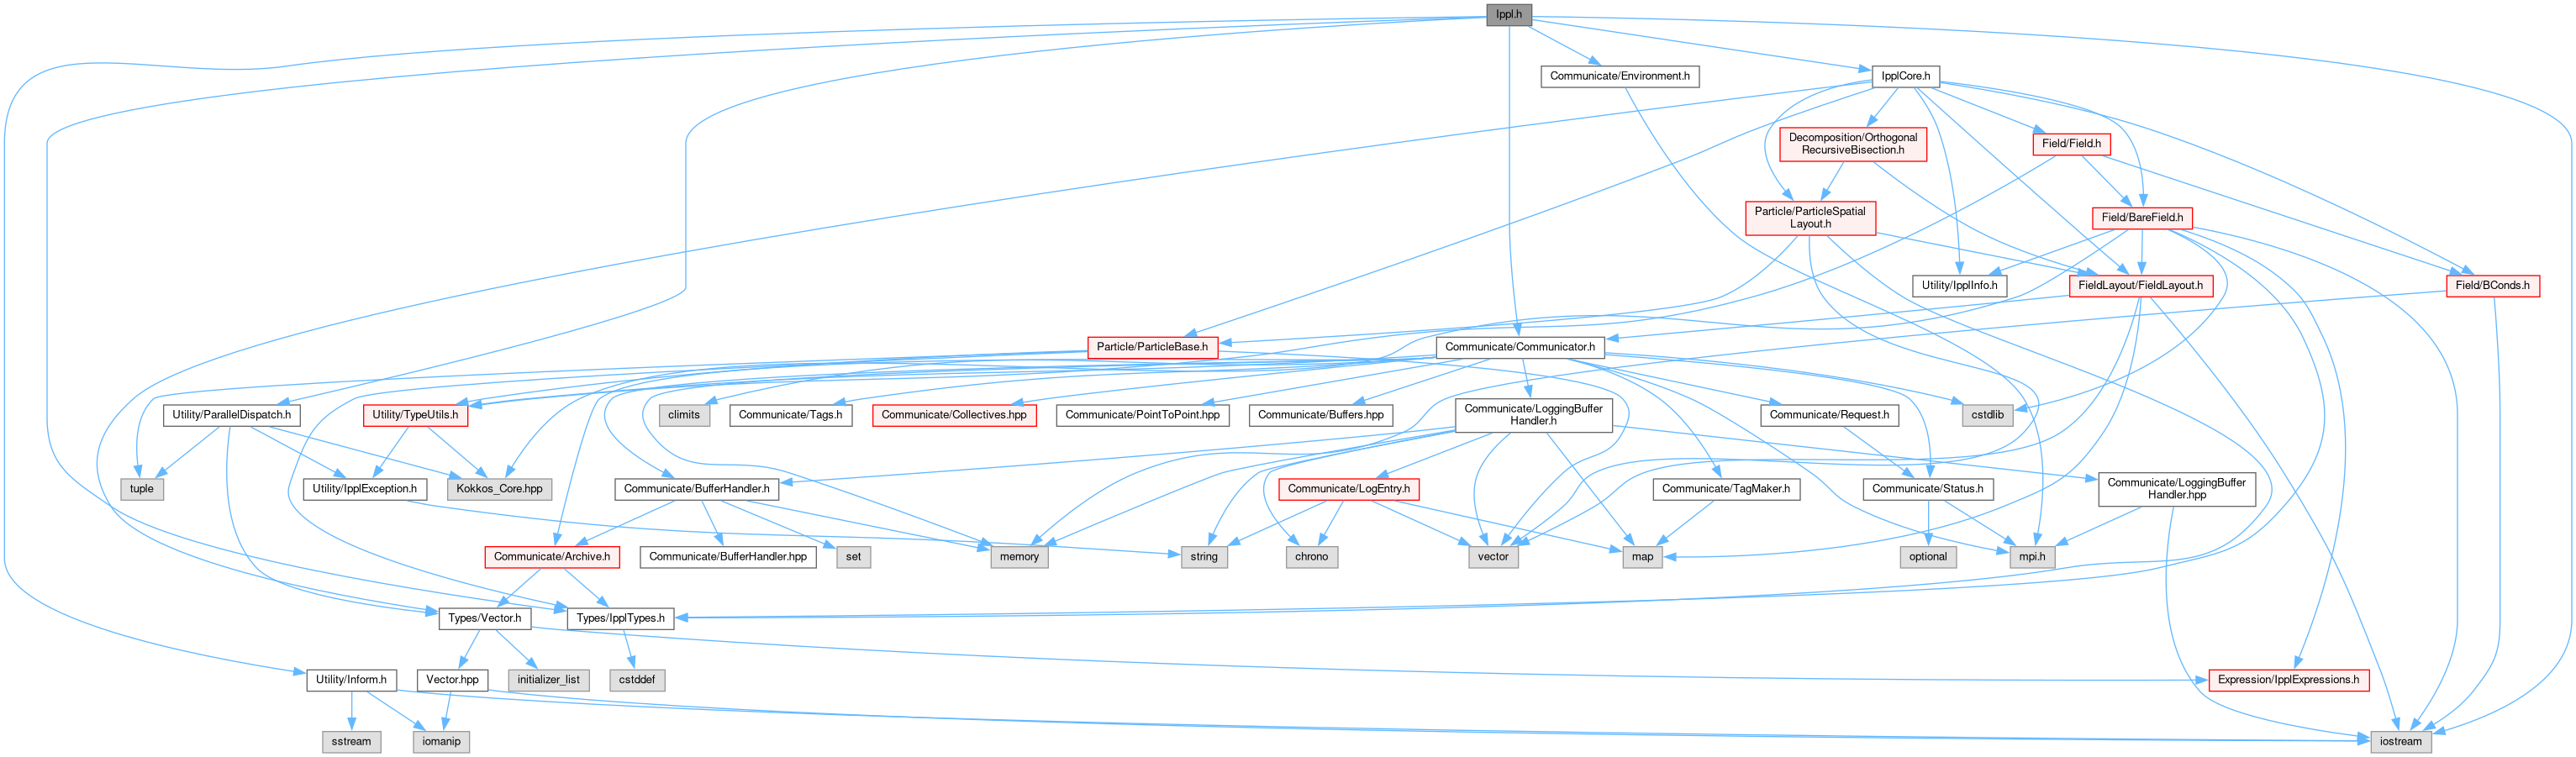 Ippl.h
Communicate/Environment.h
IpplCore.h
Decomposition/Orthogonal
RecursiveBisection.h
Field/Field.h
Particle/ParticleSpatial
Layout.h
Field/BareField.h
Utility/IpplInfo.h
FieldLayout/FieldLayout.h
Field/BConds.h
Particle/ParticleBase.h
Communicate/Communicator.h
Utility/ParallelDispatch.h
Utility/TypeUtils.h
climits
Communicate/Tags.h
Communicate/Collectives.hpp
Communicate/PointToPoint.hpp
Communicate/Buffers.hpp
Communicate/LoggingBuffer
Handler.h
Communicate/Request.h
cstdlib
tuple
Utility/IpplException.h
Kokkos_Core.hpp
Communicate/BufferHandler.h
Communicate/LogEntry.h
Communicate/TagMaker.h
Communicate/Status.h
Communicate/LoggingBuffer
Handler.hpp
Communicate/Archive.h
Communicate/BufferHandler.hpp
set
memory
string
chrono
vector
map
optional
mpi.h
Types/Vector.h
Types/IpplTypes.h
Utility/Inform.h
Vector.hpp
initializer_list
cstddef
Expression/IpplExpressions.h
sstream
iomanip
iostream